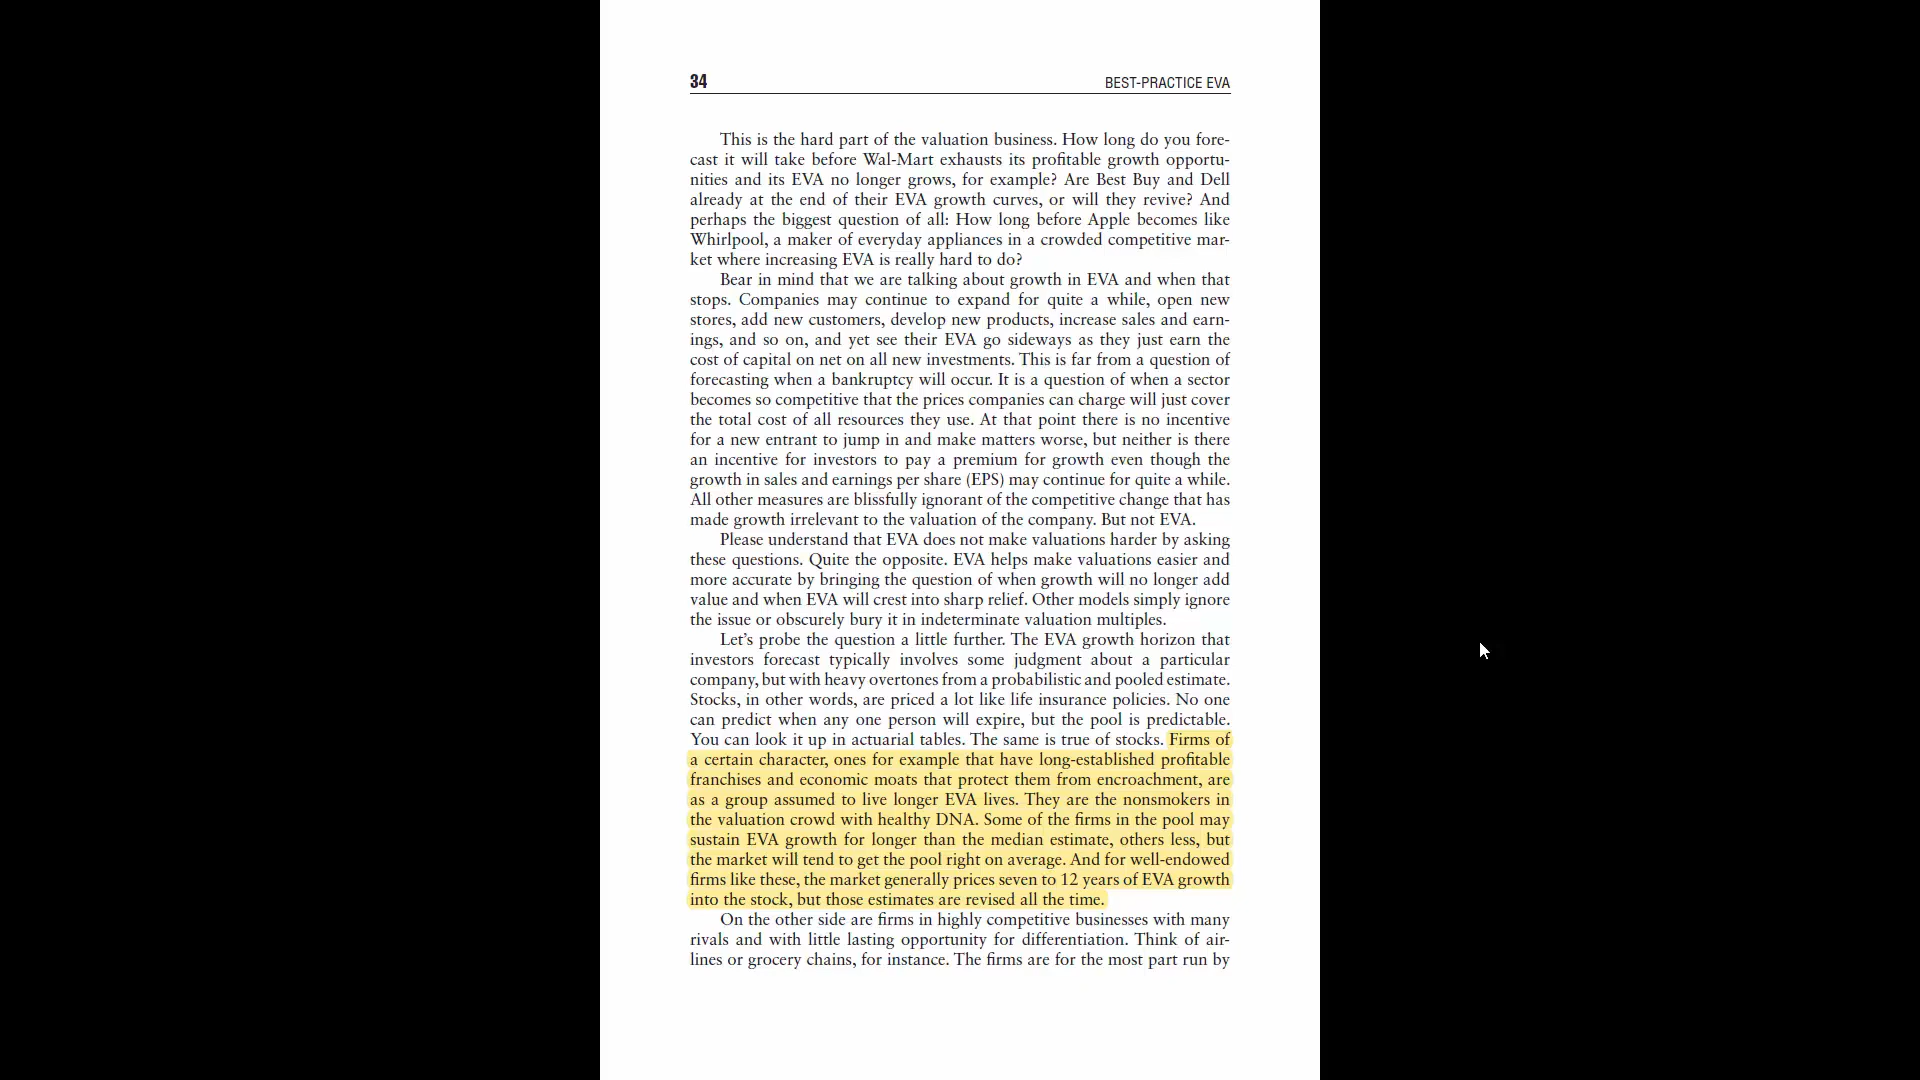 34 BEST-PRACTICE EVA
This is the hard part of the valuation business. How long do you fore-
cast it will take before Wal-Mart exhausts its profitable growth opportu-
nities and its EVA no longer grows, for example? Are Best Buy and Dell
already at the end of their EVA growth curves, or will they revive? And
perhaps the biggest question of all: How long before Apple becomes like
Whirlpool, a maker of everyday appliances in a crowded competitive mar-
ket where increasing EVA is really hard to do?
Bear in mind that we are talking about growth in EVA and when that
stops. Companies may continue to expand for quite a while, open new
stores, add new customers, develop new products, increase sales and earn-
ings, and so on, and yet see their EVA go sideways as they just earn the
cost of capital on net on all new investments. This is far from a question of
forecasting when a bankruptcy will occur. It is a question of when a sector
becomes so competitive that the prices companies can charge will just cover
the total cost of all resources they use. At that point there is no incentive
for a new entrant to jump in and make matters worse, but neither is there
an incentive for investors to pay a premium for growth even though the
growth in sales and earnings per share (EPS) may continue for quite a while.
All other measures are blissfully ignorant of the competitive change that has
made growth irrelevant to the valuation of the company. But not EVA.
Please understand that EVA does not make valuations harder by asking
these questions. Quite the opposite. EVA helps make valuations easier and
more accurate by bringing the question of when growth will no longer add
value and when EVA will crest into sharp relief. Other models simply ignore
the issue or obscurely bury it in indeterminate valuation multiples.
Let's probe the question a little further. The EVA growth horizon that
investors forecast typically involves some judgment about a particular
company, but with heavy overtones from a probabilistic and pooled estimate.
Stocks, in other words, are priced a lot like life insurance policies. No one
can predict when any one person will expire, but the pool is predictable.
You can look it up in actuarial tables. The same is true of stocks. Firms of
a certain character, ones for example that have long-established profitable
franchises and economic moats that protect them from encroachment, are
as a group assumed to live longer EVA lives. They are the nonsmokers in
the valuation crowd with healthy DNA. Some of the firms in the pool may
sustain EVA growth for longer than the median estimate, others less, but
the market will tend to get the pool right on average. And for well-endowed
firms like these, the market generally prices seven to 12 years of EVA growth
into the stock, but those estimates are revised all the time.
On the other side are firms in highly competitive businesses with many
rivals and with little lasting opportunity for differentiation. Think of air-
lines or grocery chains, for instance. The firms are for the most part run by